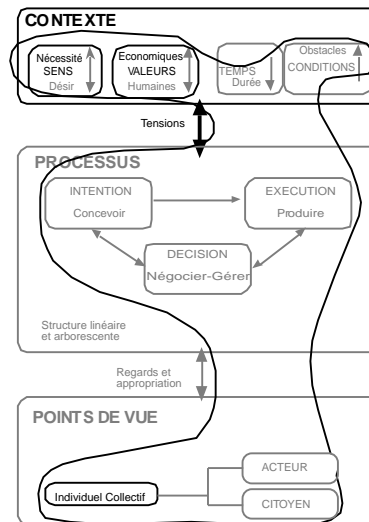 CONTEXTE
Nécessité
SENS
Désir
Economiques
VALEURS
Humaines
TEMPS
Durée
Obstacles
CONDITIONS
Tensions
PROCESSUS
INTENTION
Concevoir
EXECUTION
Produire
DECISION
Négocier-Gérer
Structure linéaire
et arborescente
Regards et
appropriation
POINTS DE VUE
Individuel Collectif
ACTEUR
CITOYEN